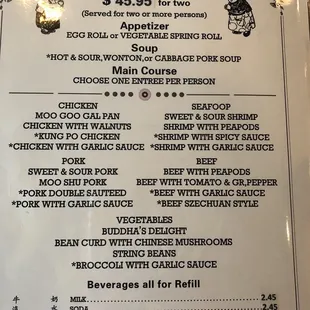 $ 45.95 for two
(Served for two or more persons)
Appetizer
EGG ROLL or VEGETABLE SPRING ROLL
Soup
*HOT & SOUR, WONTON, or CABBAGE PORK SOUP
Main Course
CHOOSE ONE ENTREE PER PERSON
CHICKEN
MOO GOO GAL PAN
CHICKEN WITH WALNUTS
*KUNG PO CHICKEN
*CHICKEN WITH GARLIC SAUCE
SEAFOOP
SWEET & SOUR SHRIMP
SHRIMP WITH PEAPODS
*SHRIMP WITH SPICY SAUCE
*SHRIMP WITH GARLIC SAUCE
PORK
SWEET & SOUR PORK
MOO SHU PORK
*PORK DOUBLE SAUTEED
*PORK WITH GARLIC SAUCE
BEEF
BEEF WITH PEAPODS
BEEF WITH TOMATO & GR,PEPPER
*BEEF WITH GARLIC SAUCE
*BEEF SZECHUAN STYLE
VEGETABLES
BUDDHA'S DELIGHT
BEAN CURD WITH CHINESE MUSHROOMS
STRING BEANS
*BROCCOLI WITH GARLIC SAUCE
Beverages all for Refill
牛 奶 MILK 2.45
水 SODA 2.45